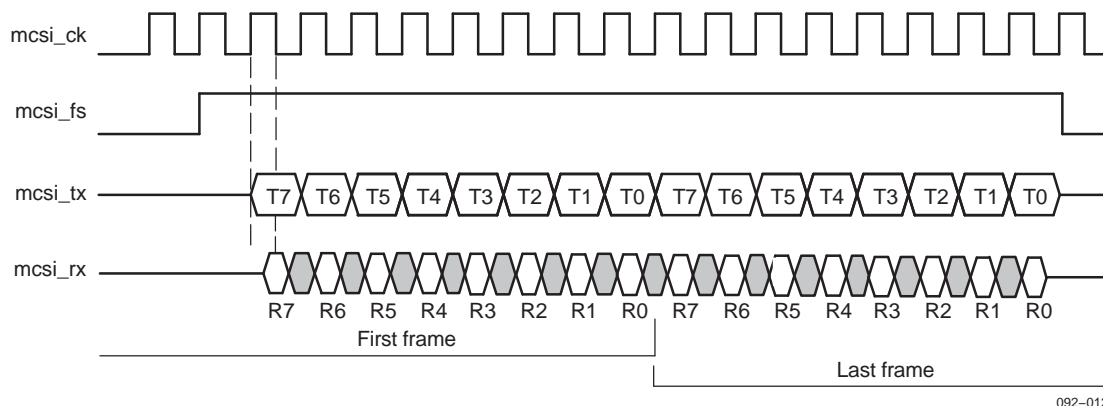 mcsi_ck
mcsi_fs
mcsi_tx
T7 T6 T5 T4 T3 T2 T1 T0 T7 T6 T5 T4 T3 T2 T1 T0
mcsi_rx
R7 R6 R5 R4 R3 R2 R1 R0 R7 R6 R5 R4 R3 R2 R1 R0
First frame
Last frame